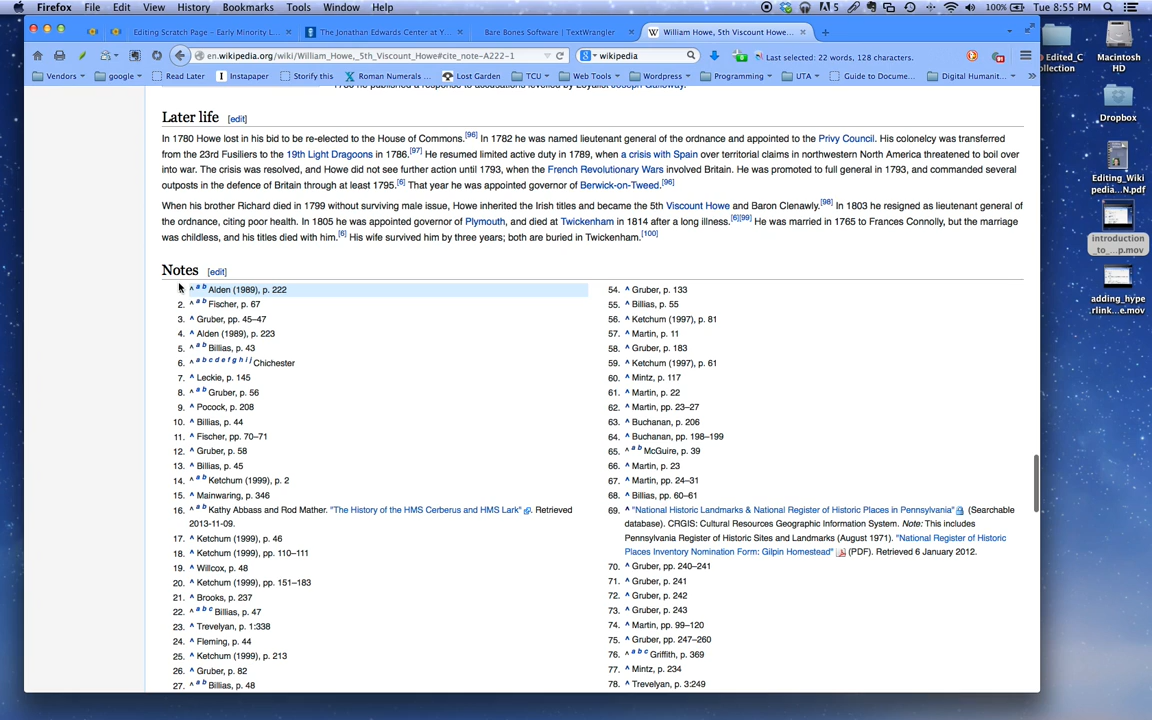 Firefox File Edit View History Bookmarks Tools Window Help 5 100% Tue 8:55 PM
Editing Scratch Page – Early Minority L... × The Jonathan Edwards Center at Y... × Bare Bones Software | TextWrangler × W William Howe, 5th Viscount Howe... ×
en.wikipedia.org/wiki/William_Howe,_5th_Viscount_Howe#cite_note-A222-1 wikipedia Last selected: 22 words, 128 characters.
Vendors google Read Later Instapaper Storify this Roman Numerals ... Lost Garden TCU Web Tools Wordpress Programming UTA Guide to Docume... Digital Humanit...
Later life [edit]
In 1780 Howe lost in his bid to be re-elected to the House of Commons.[96] In 1782 he was named lieutenant general of the ordnance and appointed to the Privy Council. His colonelcy was transferred
from the 23rd Fusiliers to the 19th Light Dragoons in 1786.[97] He resumed limited active duty in 1789, when a crisis with Spain over territorial claims in northwestern North America threatened to boil over
into war. The crisis was resolved, and Howe did not see further action until 1793, when the French Revolutionary Wars involved Britain. He was promoted to full general in 1793, and commanded several
outposts in the defence of Britain through at least 1795.[6] That year he was appointed governor of Berwick-on-Tweed.[96]
When his brother Richard died in 1799 without surviving male issue, Howe inherited the Irish titles and became the 5th Viscount Howe and Baron Clenawly.[98] In 1803 he resigned as lieutenant general of
the ordnance, citing poor health. In 1805 he was appointed governor of Plymouth, and died at Twickenham in 1814 after a long illness.[6][99] He was married in 1765 to Frances Connolly, but the marriage
was childless, and his titles died with him.[6] His wife survived him by three years; both are buried in Twickenham.[100]
Notes [edit]
^ a b Alden (1989), p. 222
2. ^ a b Fischer, p. 67
3. ^ Gruber, pp. 45–47
4. ^ Alden (1989), p. 223
5. ^ a b Billias, p. 43
6. ^ a b c d e f g h i j Chichester
7. ^ Leckie, p. 145
8. ^ a b Gruber, p. 56
9. ^ Pocock, p. 208
10. ^ Billias, p. 44
11. ^ Fischer, pp. 70–71
12. ^ Gruber, p. 58
13. ^ Billias, p. 45
14. ^ a b Ketchum (1999), p. 2
15. ^ Mainwaring, p. 346
16. ^ a b Kathy Abbass and Rod Mather. "The History of the HMS Cerberus and HMS Lark" Retrieved
2013-11-09.
17. ^ Ketchum (1999), p. 46
18. ^ Ketchum (1999), pp. 110–111
19. ^ Willcox, p. 48
20. ^ Ketchum (1999), pp. 151–183
21. ^ Brooks, p. 237
22. ^ a b c Billias, p. 47
23. ^ Trevelyan, p. 1:338
24. ^ Fleming, p. 44
25. ^ Ketchum (1999), p. 213
26. ^ Gruber, p. 82
27. ^ a b Billias, p. 48
54. ^ Gruber, p. 133
55. ^ Billias, p. 55
56. ^ Ketchum (1997), p. 81
57. ^ Martin, p. 11
58. ^ Gruber, p. 183
59. ^ Ketchum (1997), p. 61
60. ^ Mintz, p. 117
61. ^ Martin, p. 22
62. ^ Martin, pp. 23–27
63. ^ Buchanan, p. 206
64. ^ Buchanan, pp. 198–199
65. ^ a b McGuire, p. 39
66. ^ Martin, p. 23
67. ^ Martin, pp. 24–31
68. ^ Billias, pp. 60–61
69. ^ "National Historic Landmarks & National Register of Historic Places in Pennsylvania" (Searchable
database). CRGIS: Cultural Resources Geographic Information System. Note: This includes
Pennsylvania Register of Historic Sites and Landmarks (August 1971). "National Register of Historic
Places Inventory Nomination Form: Gilpin Homestead" (PDF). Retrieved 6 January 2012.
70. ^ Gruber, pp. 240–241
71. ^ Gruber, p. 241
72. ^ Gruber, p. 242
73. ^ Gruber, p. 243
74. ^ Martin, pp. 99–120
75. ^ Gruber, pp. 247–260
76. ^ a b c Griffith, p. 369
77. ^ Mintz, p. 234
78. ^ Trevelyan, p. 3:249
Edited_C
ollection
Macintosh
HD
Dropbox
Editing_Wiki
pedia...N.pdf
introduction
_to_...p.mov
adding_hype
rlink...e.mov